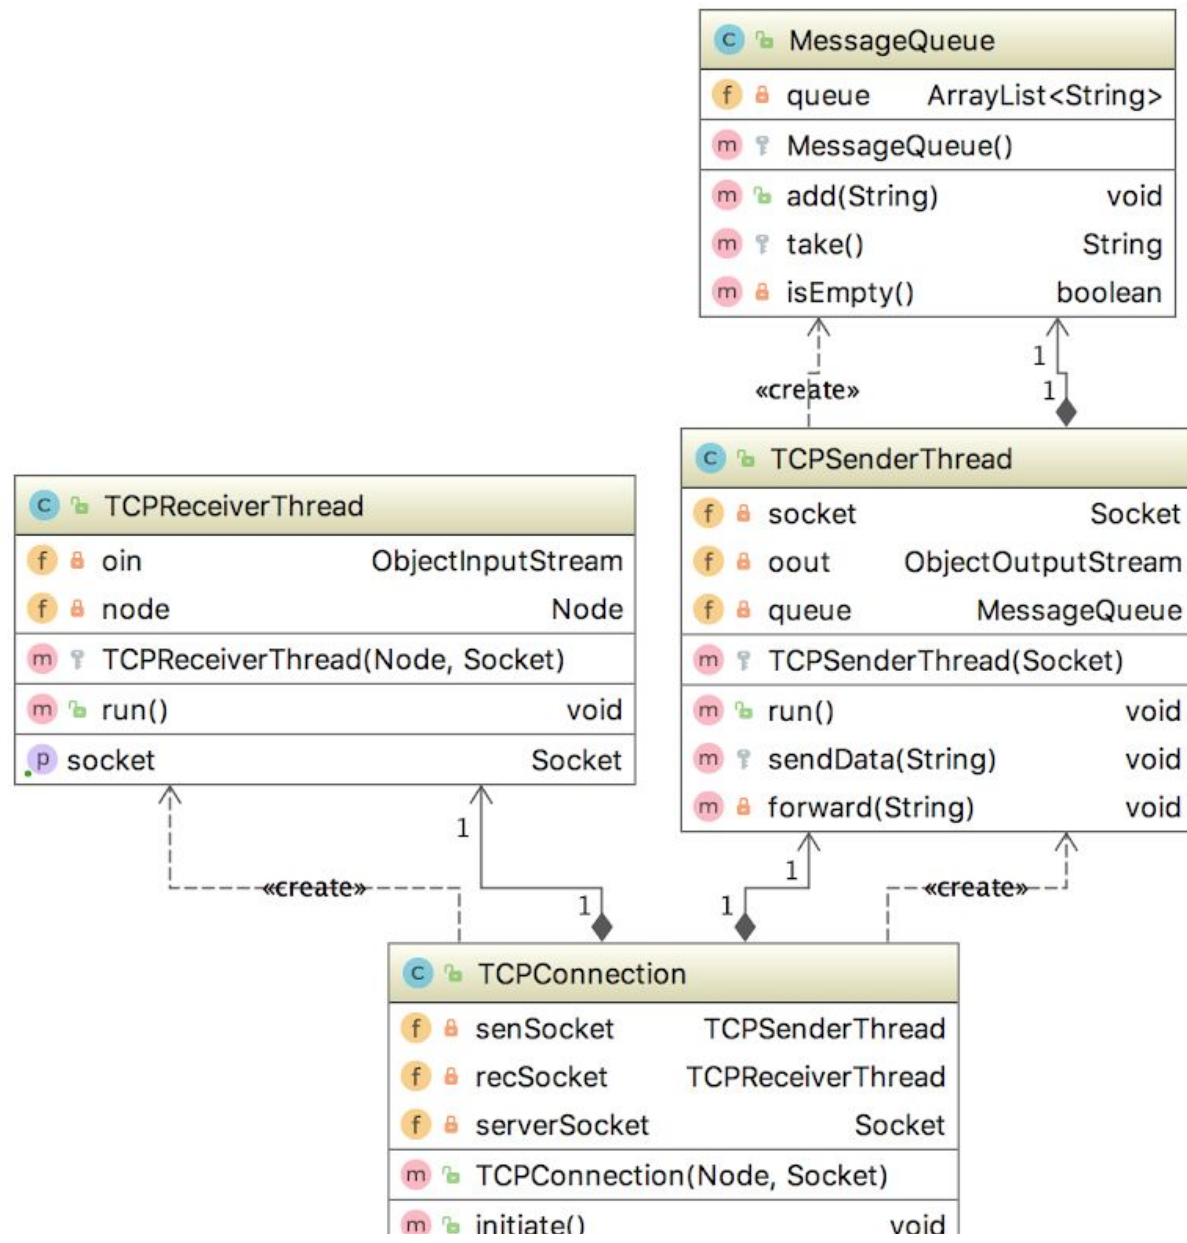 C MessageQueue
f queue ArrayList<String>
m MessageQueue()
m add(String) void
m take() String
m isEmpty() boolean
1
«create»
1
C TCPSenderThread
f socket Socket
f oout ObjectOutputStream
f queue MessageQueue
m TCPSenderThread(Socket)
m run() void
m sendData(String) void
m forward(String) void
C TCPReceiverThread
f oin ObjectInputStream
f node Node
m TCPReceiverThread(Node, Socket)
m run() void
p socket Socket
1
1
«create»
«create»
1
1
C TCPConnection
f senSocket TCPSenderThread
f recSocket TCPReceiverThread
f serverSocket Socket
m TCPConnection(Node, Socket)
m initiate() void